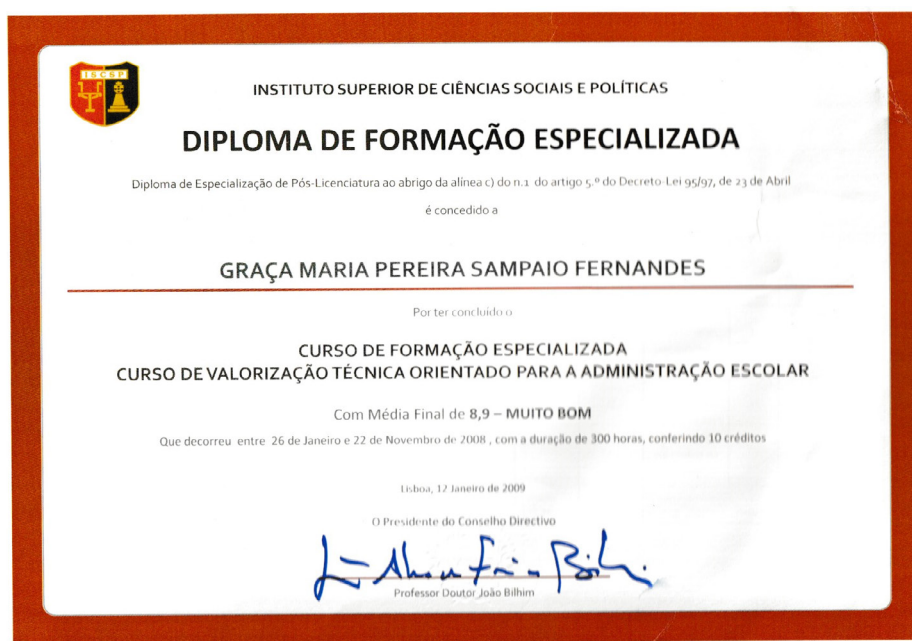 ISCSP
INSTITUTO SUPERIOR DE CIÊNCIAS SOCIAIS E POLÍTICAS
DIPLOMA DE FORMAÇÃO ESPECIALIZADA
Diploma de Especialização de Pós-Licenciatura ao abrigo da alínea c) do n.1 do artigo 5.º do Decreto-Lei 95/97, de 23 de Abril
é concedido a
GRAÇA MARIA PEREIRA SAMPAIO FERNANDES
Por ter concluído o
CURSO DE FORMAÇÃO ESPECIALIZADA
CURSO DE VALORIZAÇÃO TÉCNICA ORIENTADO PARA A ADMINISTRAÇÃO ESCOLAR
Com Média Final de 8,9 – MUITO BOM
Que decorreu entre 26 de Janeiro e 22 de Novembro de 2008 , com a duração de 300 horas, conferindo 10 créditos
Lisboa, 12 Janeiro de 2009
O Presidente do Conselho Directivo
Professor Doutor João Bilhim